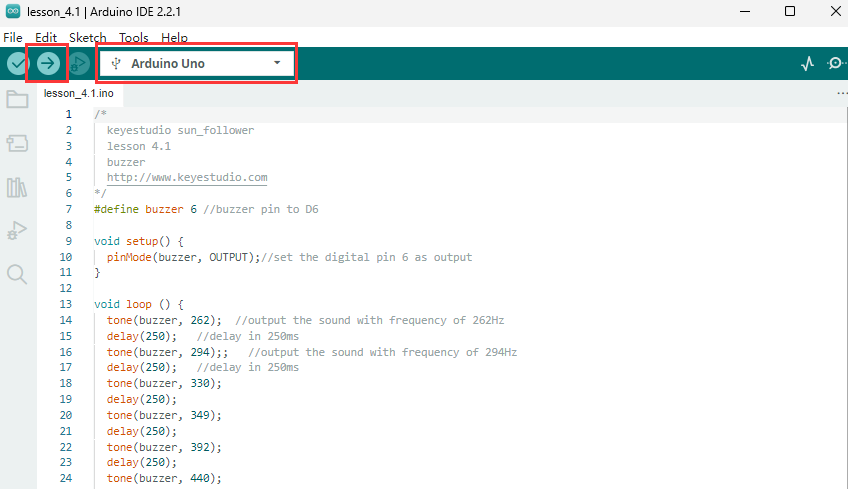 lesson_4.1 | Arduino IDE 2.2.1
File Edit Sketch Tools Help
Arduino Uno
lesson_4.1.ino
1 /*
2 keyestudio sun_follower
3 lesson 4.1
4 buzzer
5 http://www.keyestudio.com
6 */
7 #define buzzer 6 //buzzer pin to D6
8
9 void setup() {
10 pinMode(buzzer, OUTPUT);//set the digital pin 6 as output
11 }
12
13 void loop () {
14 tone(buzzer, 262);  //output the sound with frequency of 262Hz
15 delay(250);   //delay in 250ms
16 tone(buzzer, 294);;   //output the sound with frequency of 294Hz
17 delay(250);   //delay in 250ms
18 tone(buzzer, 330);
19 delay(250);
20 tone(buzzer, 349);
21 delay(250);
22 tone(buzzer, 392);
23 delay(250);
24 tone(buzzer, 440);